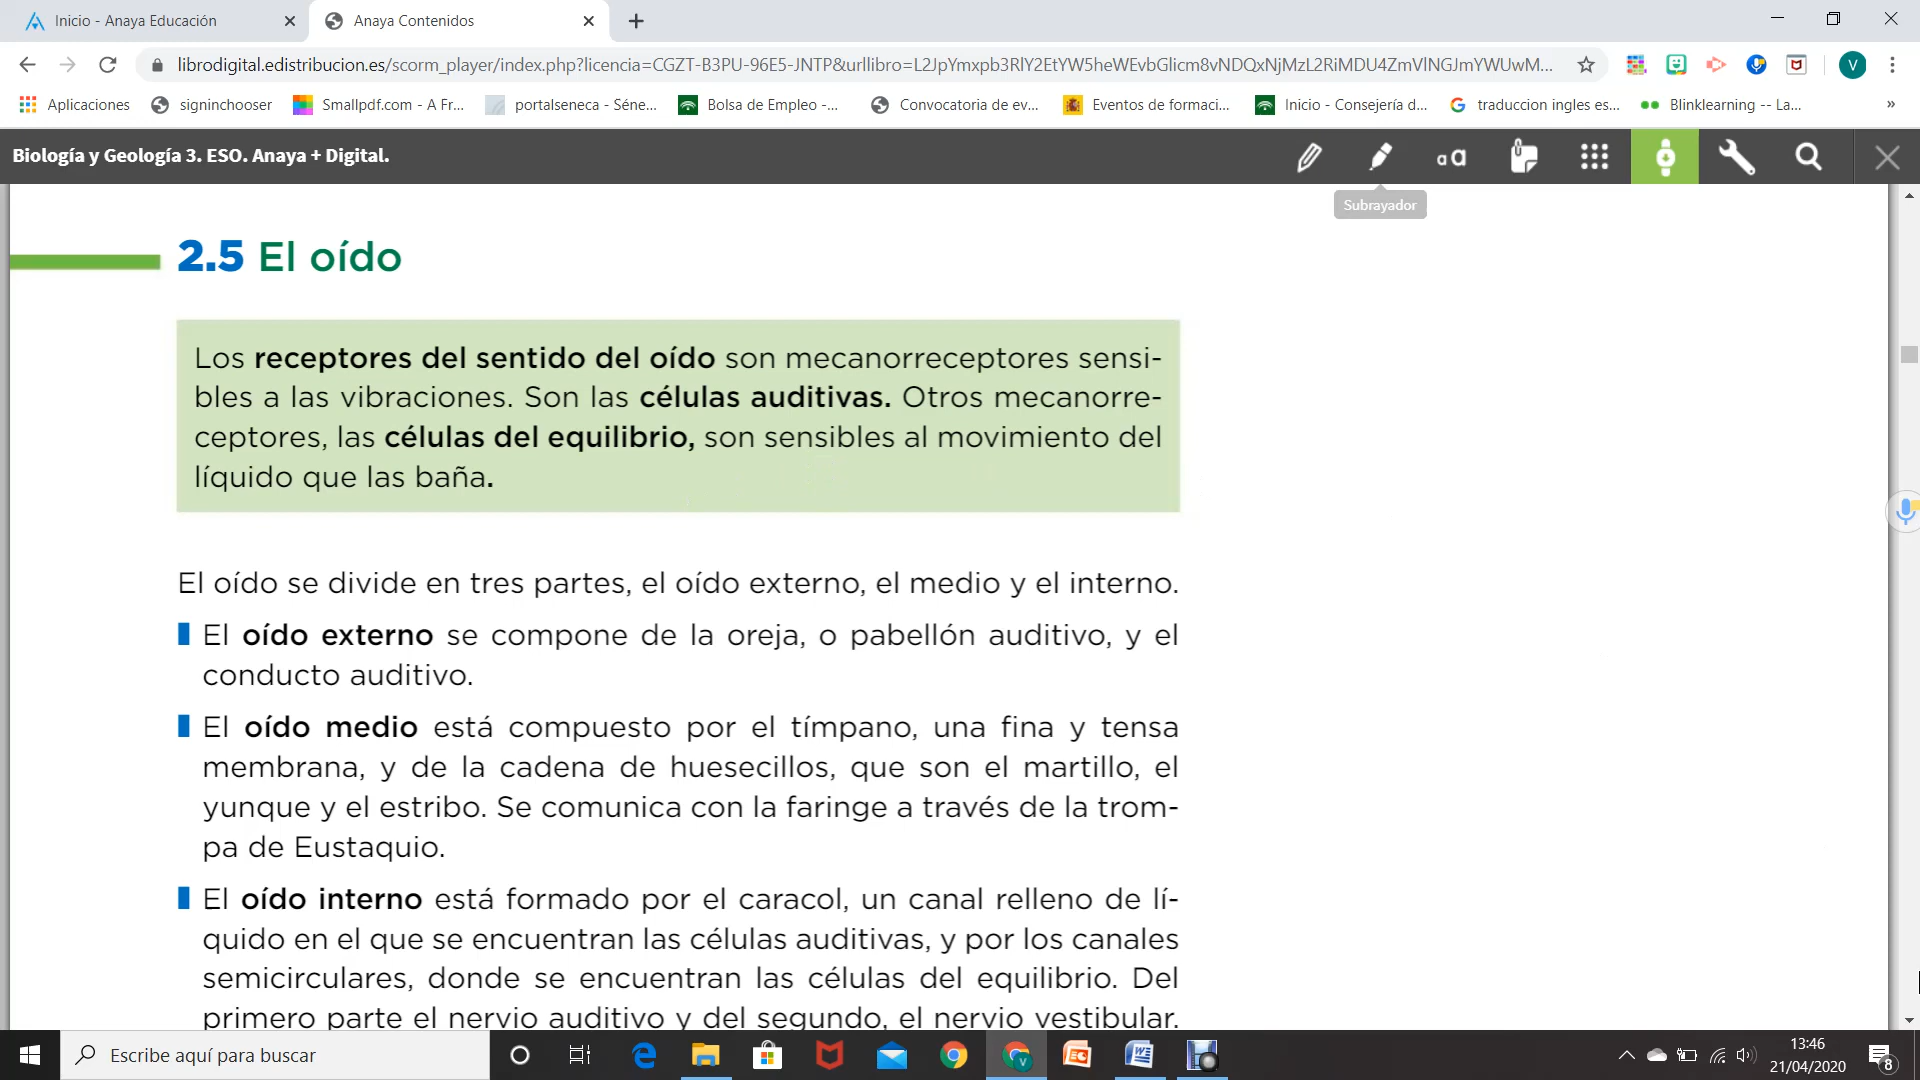 Inicio - Anaya Educación
Anaya Contenidos
librodigital.edistribucion.es/scorm_player/index.php?licencia=CGZT-B3PU-96E5-JNTP&urllibro=L2JpYmxpb3RlY2EtYW5heWEvbGlicm8vNDQxNjMzL2RiMDU4ZmVlNGJmYWUwM...
V
Aplicaciones
signinchooser
Smallpdf.com - A Fr...
portalseneca - Séne...
Bolsa de Empleo -...
Convocatoria de ev...
Eventos de formaci...
Inicio - Consejería d...
traduccion ingles es...
Blinklearning -- La...
»
Biología y Geología 3. ESO. Anaya + Digital.
a a
Subrayador
2.5 El oído
Los receptores del sentido del oído son mecanorreceptores sensi-
bles a las vibraciones. Son las células auditivas. Otros mecanorre-
ceptores, las células del equilibrio, son sensibles al movimiento del
líquido que las baña.
El oído se divide en tres partes, el oído externo, el medio y el interno.
El oído externo se compone de la oreja, o pabellón auditivo, y el
conducto auditivo.
El oído medio está compuesto por el tímpano, una fina y tensa
membrana, y de la cadena de huesecillos, que son el martillo, el
yunque y el estribo. Se comunica con la faringe a través de la trom-
pa de Eustaquio.
El oído interno está formado por el caracol, un canal relleno de lí-
quido en el que se encuentran las células auditivas, y por los canales
semicirculares, donde se encuentran las células del equilibrio. Del
primero parte el nervio auditivo y del segundo, el nervio vestibular.
Escribe aquí para buscar
13:46
21/04/2020
8